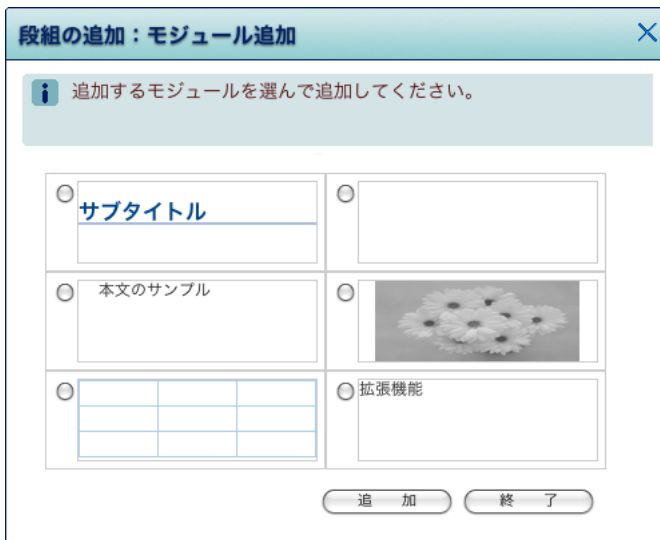 段組の追加：モジュール追加
追加するモジュールを選んで追加してください。
サブタイトル
本文のサンプル
拡張機能
追 加
終 了